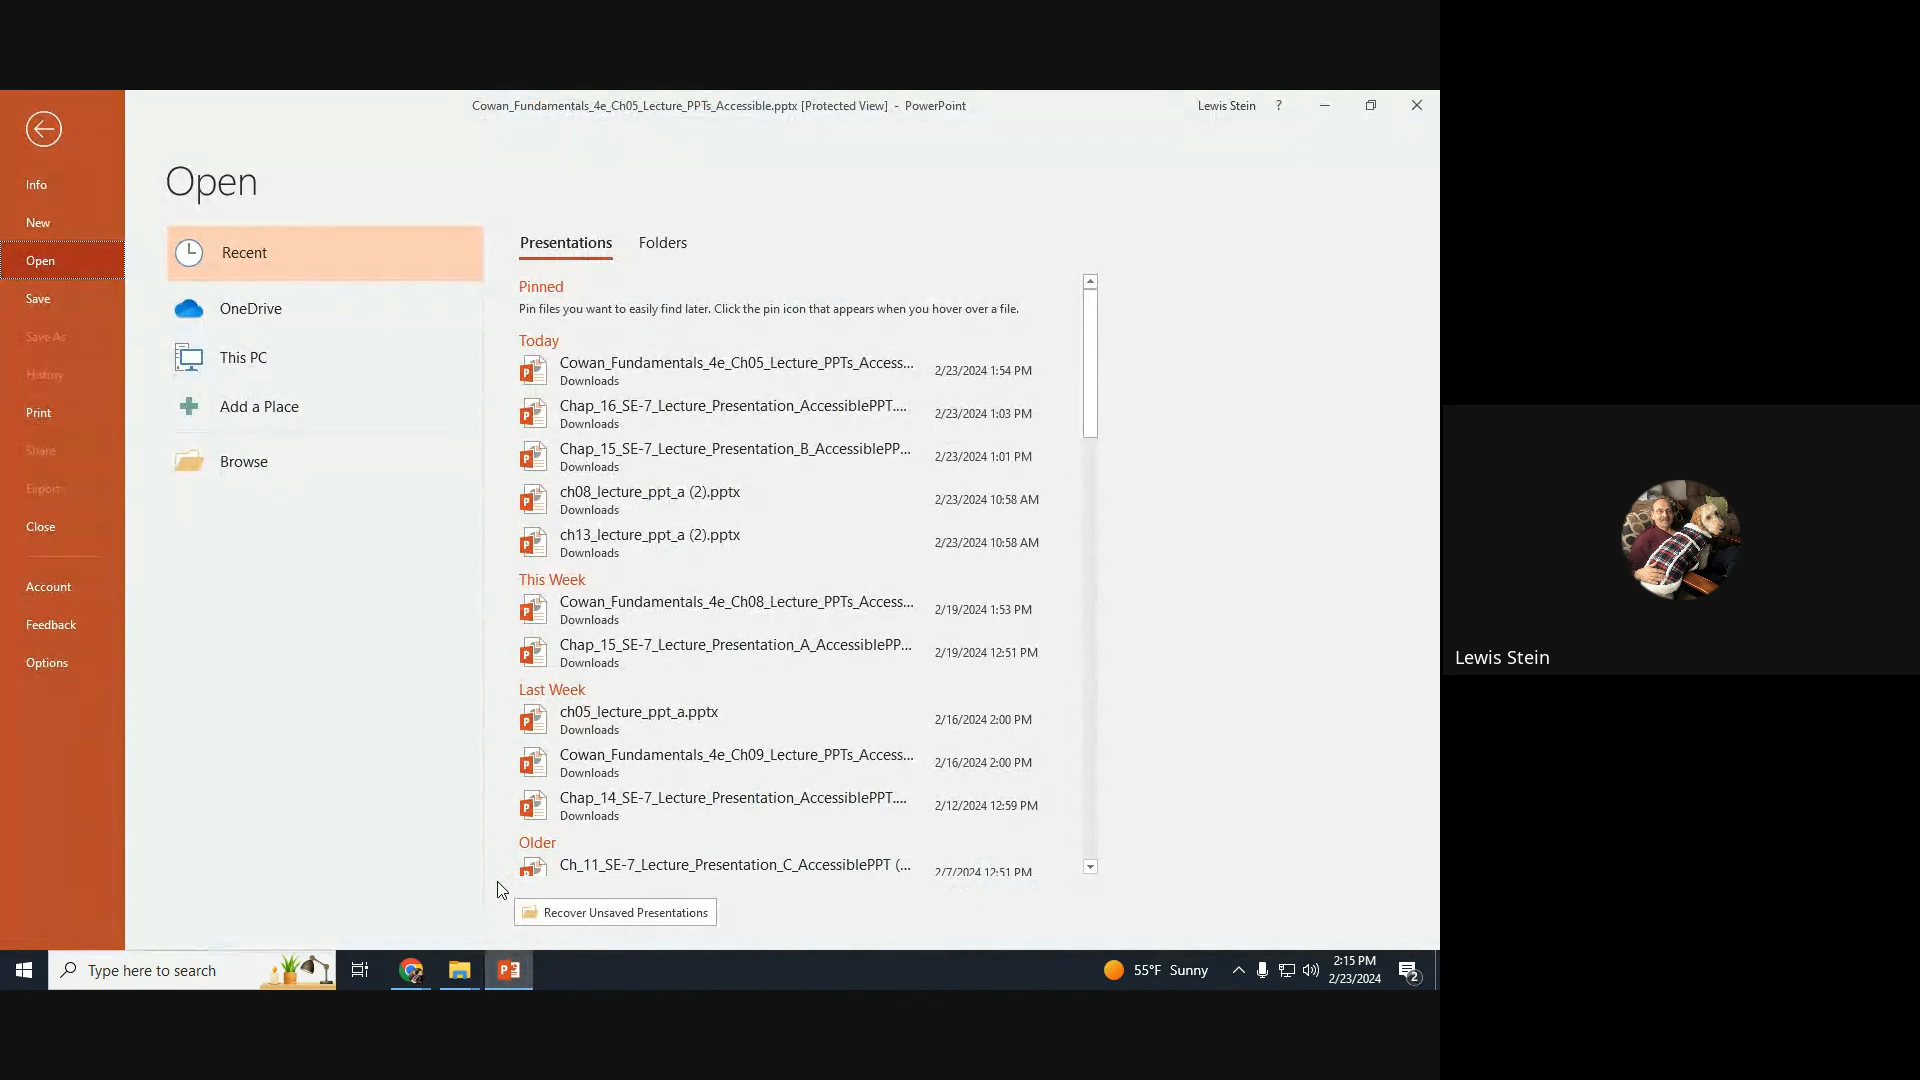 Cowan_Fundamentals_4e_Ch05_Lecture_PPTs_Accessible.pptx [Protected View] - PowerPoint
Lewis Stein ?
Info
New
Open
Save
Save As
History
Print
Share
Export
Close
Account
Feedback
Options
Open
Recent
OneDrive
This PC
Add a Place
Browse
Presentations Folders
Pinned
Pin files you want to easily find later. Click the pin icon that appears when you hover over a file.
Today
Cowan_Fundamentals_4e_Ch05_Lecture_PPTs_Access... 2/23/2024 1:54 PM
Downloads
Chap_16_SE-7_Lecture_Presentation_AccessiblePPT.... 2/23/2024 1:03 PM
Downloads
Chap_15_SE-7_Lecture_Presentation_B_AccessiblePP... 2/23/2024 1:01 PM
Downloads
ch08_lecture_ppt_a (2).pptx 2/23/2024 10:58 AM
Downloads
ch13_lecture_ppt_a (2).pptx 2/23/2024 10:58 AM
Downloads
This Week
Cowan_Fundamentals_4e_Ch08_Lecture_PPTs_Access... 2/19/2024 1:53 PM
Downloads
Chap_15_SE-7_Lecture_Presentation_A_AccessiblePP... 2/19/2024 12:51 PM
Downloads
Last Week
ch05_lecture_ppt_a.pptx 2/16/2024 2:00 PM
Downloads
Cowan_Fundamentals_4e_Ch09_Lecture_PPTs_Access... 2/16/2024 2:00 PM
Downloads
Chap_14_SE-7_Lecture_Presentation_AccessiblePPT.... 2/12/2024 12:59 PM
Downloads
Older
Ch_11_SE-7_Lecture_Presentation_C_AccessiblePPT (... 2/7/2024 12:51 PM
Recover Unsaved Presentations
Lewis Stein
Type here to search
55°F Sunny
2:15 PM
2/23/2024
2